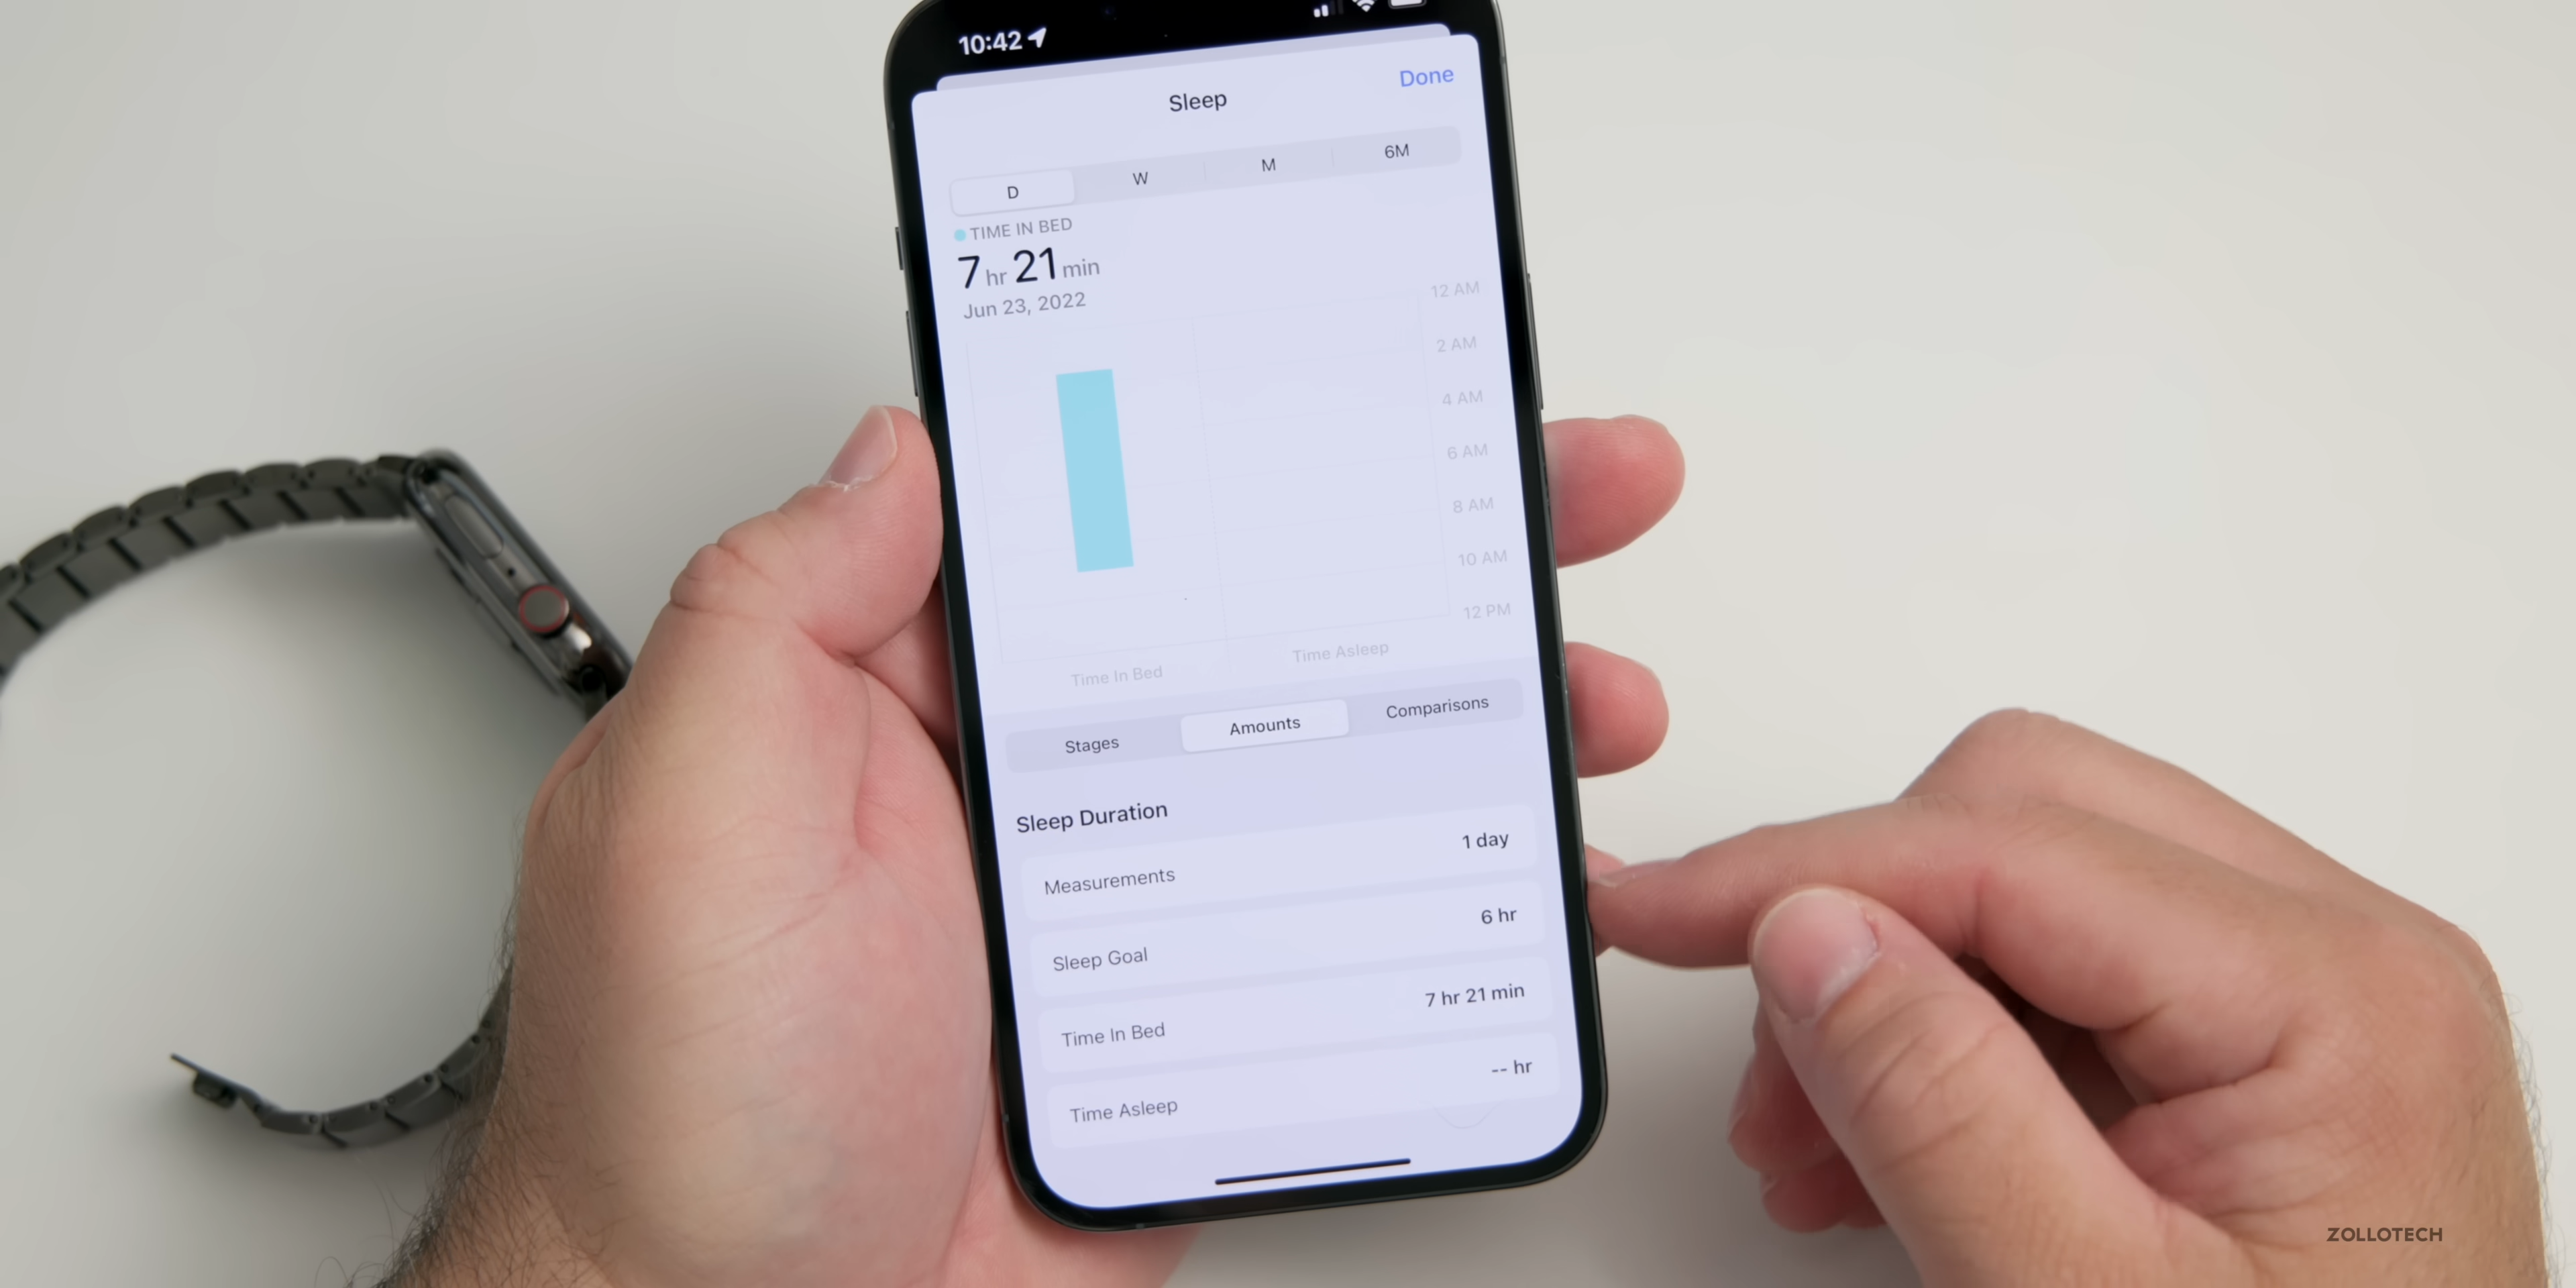 10:42
Sleep
Done
D
W
M
6M
TIME IN BED
7 hr 21 min
Jun 23, 2022
12 AM
2 AM
4 AM
6 AM
8 AM
10 AM
12 PM
Time In Bed
Time Asleep
Stages
Amounts
Comparisons
Sleep Duration
Measurements
1 day
Sleep Goal
6 hr
Time In Bed
7 hr 21 min
Time Asleep
-- hr
ZOLLOTECH